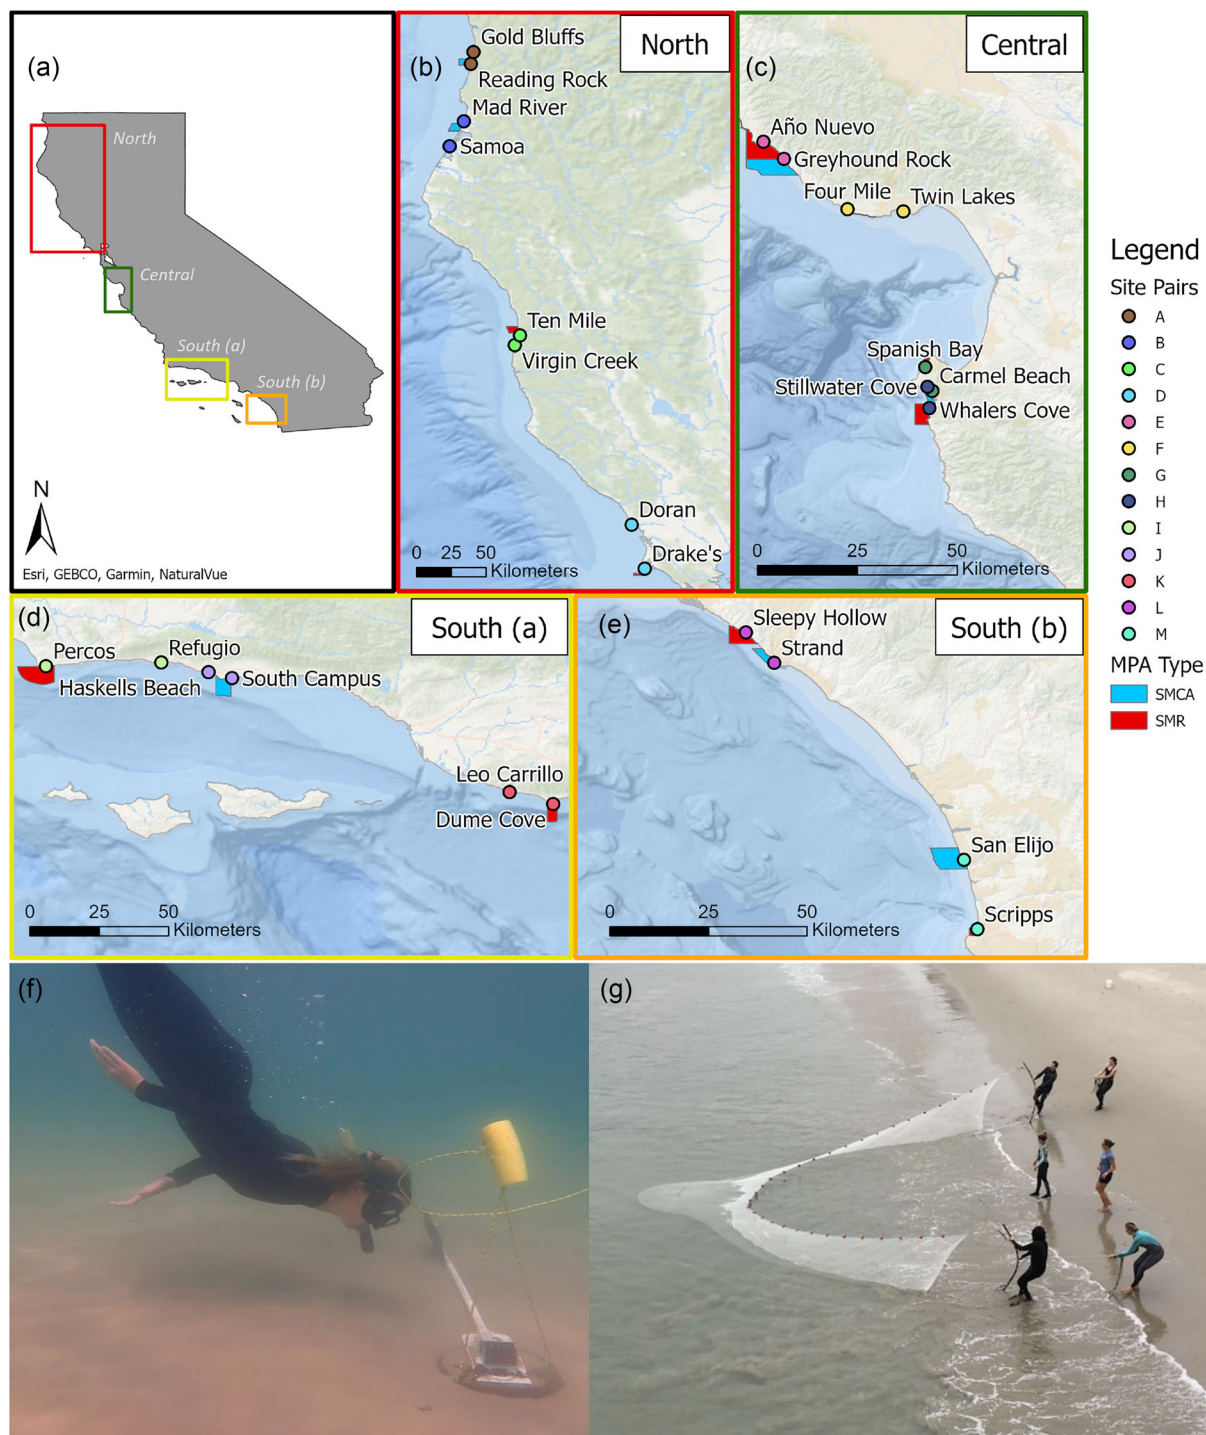 (a)
North
Central
South (a)
South (b)
N
Esri, GEBCO, Garmin, NaturalVue
(b)
North
Gold Bluffs
Reading Rock
Mad River
Samoa
Ten Mile
Virgin Creek
Doran
Drake's
0 25 50
Kilometers
(c)
Central
Año Nuevo
Greyhound Rock
Four Mile
Twin Lakes
Spanish Bay
Carmel Beach
Stillwater Cove
Whalers Cove
0 50
Kilometers
Legend
Site Pairs
A
B
C
D
E
F
G
H
I
J
K
L
M
MPA Type
SMCA
SMR
(d)
South (a)
Percos
Refugio
Haskells Beach
South Campus
Leo Carrillo
Dume Cove
0 25 50
Kilometers
(e)
South (b)
Sleepy Hollow
Strand
San Elijo
Scripps
0 25 50
Kilometers
(f)
(g)